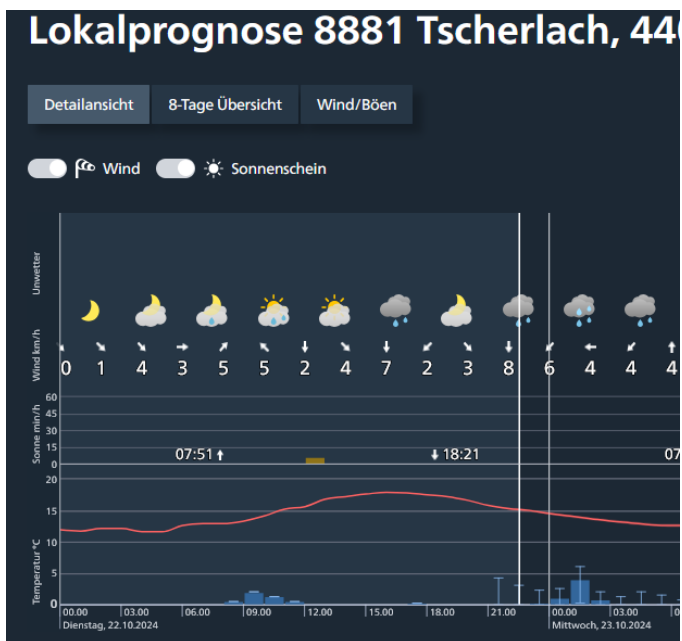 Lokalprognose 8881 Tscherlach, 44
Detailansicht 8-Tage Übersicht Wind/Böen
Wind Sonnenschein
Unwetter
Wind km/h
0 1 4 3 5 5 2 4 7 2 3 8 6 4 4 4
Sonne min/h
60
45
30
15
0
07:51 18:21 07
Temperatur °C
20
15
10
5
0
00.00 03.00 06.00 09.00 12.00 15.00 18.00 21.00 00.00 03.00 0
Dienstag, 22.10.2024 Mittwoch, 23.10.2024